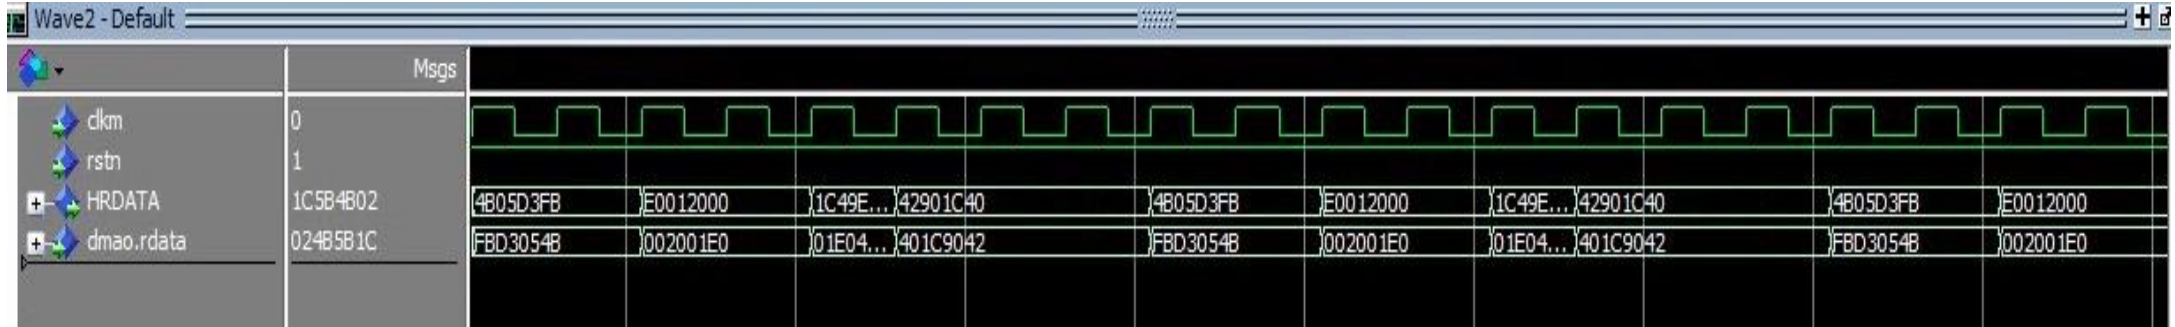 Wave2 - Default
Msgs
clkm 0
rstn 1
HRDATA 1C5B4B02 4B05D3FB E0012000 1C49E... 42901C40 4B05D3FB E0012000 1C49E... 42901C40 4B05D3FB E0012000
dmao.rdata 024B5B1C FBD3054B 002001E0 01E04... 401C9042 FBD3054B 002001E0 01E04... 401C9042 FBD3054B 002001E0